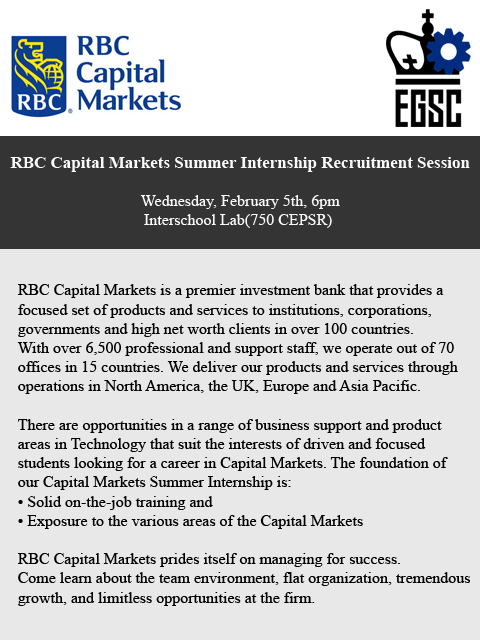 RBC
Capital
Markets
RBC
®
EGSC
RBC Capital Markets Summer Internship Recruitment Session
Wednesday, February 5th, 6pm
Interschool Lab(750 CEPSR)
RBC Capital Markets is a premier investment bank that provides a
focused set of products and services to institutions, corporations,
governments and high net worth clients in over 100 countries.
With over 6,500 professional and support staff, we operate out of 70
offices in 15 countries. We deliver our products and services through
operations in North America, the UK, Europe and Asia Pacific.
There are opportunities in a range of business support and product
areas in Technology that suit the interests of driven and focused
students looking for a career in Capital Markets. The foundation of
our Capital Markets Summer Internship is:
• Solid on-the-job training and
• Exposure to the various areas of the Capital Markets
RBC Capital Markets prides itself on managing for success.
Come learn about the team environment, flat organization, tremendous
growth, and limitless opportunities at the firm.